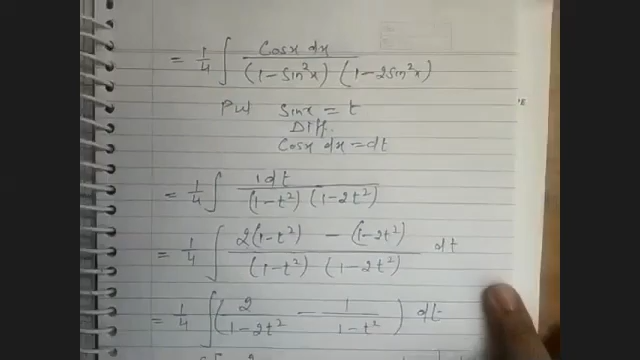 = 1/4 ∫ Cosx dx / (1-Sin²x) (1-2Sin²x)
Put Sinx = t
Diff.
Cosx dx = dt
= 1/4 ∫ 1dt / (1-t²) (1-2t²)
= 1/4 ∫ 2(1-t²) - (1-2t²) / (1-t²) (1-2t²) dt
= 1/4 ∫ ( 2 / 1-2t² - 1 / 1-t² ) dt